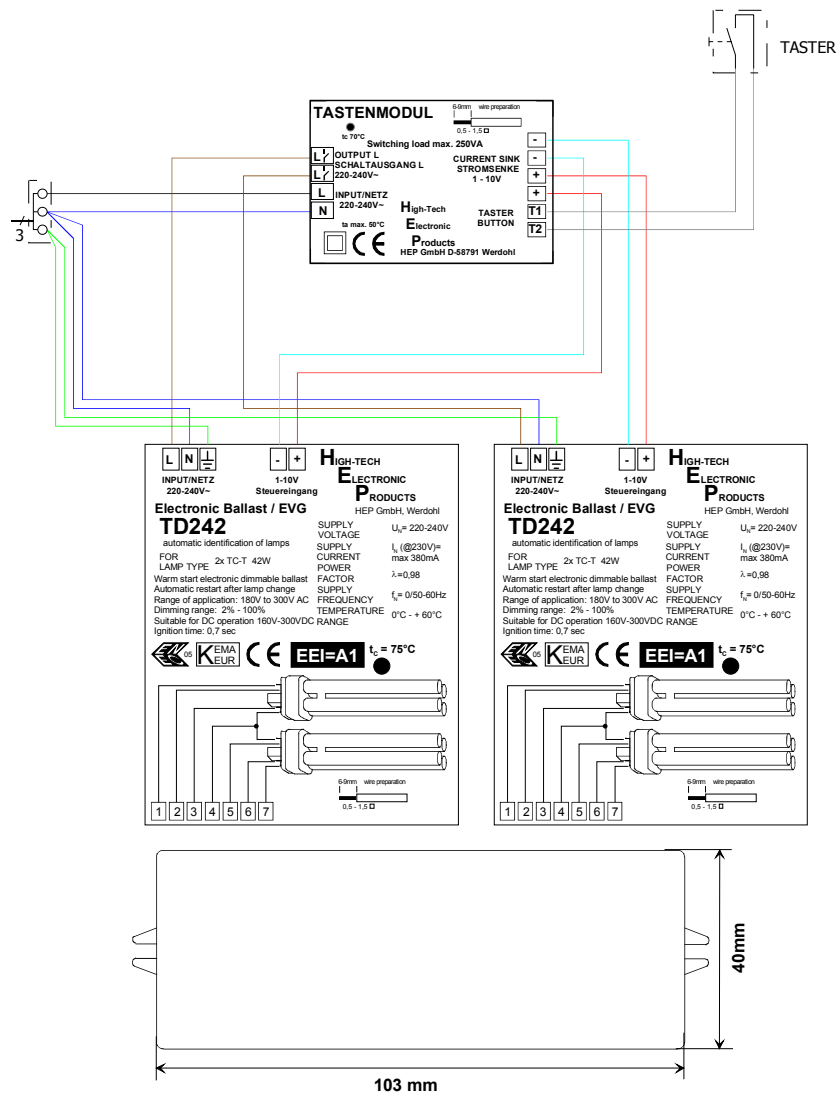 TASTER
TASTENMODUL
6-9mm wire preparation
0,5 - 1,5
tc 70°C
Switching load max. 250VA
L OUTPUT L
L SCHALTAUSGANG L
220-240V~
L INPUT/NETZ
N 220-240V~
CURRENT SINK
STROMSENKE
1 - 10V
-
-
+
+
TASTER
BUTTON
T1
T2
ta max. 50°C
High-Tech
Electronic
Products
HEP GmbH D-58791 Werdohl
3
L N
INPUT/NETZ
220-240V~
- +
1-10V
Steuereingang
HIGH-TECH
ELECTRONIC
PRODUCTS
HEP GmbH, Werdohl
Electronic Ballast / EVG
TD242
automatic identification of lamps
FOR
LAMP TYPE 2x TC-T 42W
Warm start electronic dimmable ballast
Automatic restart after lamp change
Range of application: 180V to 300V AC
Dimming range: 2% - 100%
Suitable for DC operation 160V-300VDC
Ignition time: 0,7 sec
SUPPLY
VOLTAGE UN= 220-240V
SUPPLY IN (@230V)=
CURRENT max 380mA
POWER
FACTOR λ=0,98
SUPPLY
FREQUENCY fN= 0/50-60Hz
TEMPERATURE
RANGE 0°C - + 60°C
05
KEMA
EUR
CE
EEI=A1
tc = 75°C
1 2 3 4 5 6 7
6-9mm wire preparation
0,5 - 1,5
L N
INPUT/NETZ
220-240V~
- +
1-10V
Steuereingang
HIGH-TECH
ELECTRONIC
PRODUCTS
HEP GmbH, Werdohl
Electronic Ballast / EVG
TD242
automatic identification of lamps
FOR
LAMP TYPE 2x TC-T 42W
Warm start electronic dimmable ballast
Automatic restart after lamp change
Range of application: 180V to 300V AC
Dimming range: 2% - 100%
Suitable for DC operation 160V-300VDC
Ignition time: 0,7 sec
SUPPLY
VOLTAGE UN= 220-240V
SUPPLY IN (@230V)=
CURRENT max 380mA
POWER
FACTOR λ=0,98
SUPPLY
FREQUENCY fN= 0/50-60Hz
TEMPERATURE
RANGE 0°C - + 60°C
05
KEMA
EUR
CE
EEI=A1
tc = 75°C
1 2 3 4 5 6 7
6-9mm wire preparation
0,5 - 1,5
40mm
103 mm